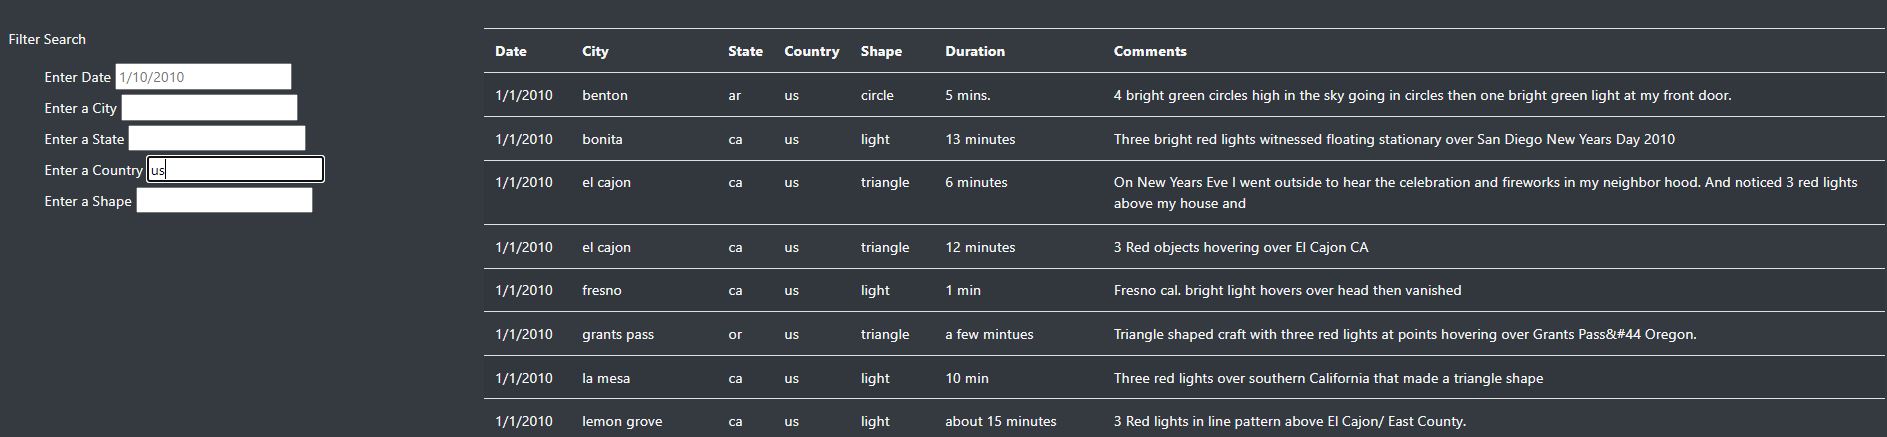 Filter Search
Enter Date 1/10/2010
Enter a City
Enter a State
Enter a Country us
Enter a Shape
Date City State Country Shape Duration Comments
1/1/2010 benton ar us circle 5 mins. 4 bright green circles high in the sky going in circles then one bright green light at my front door.
1/1/2010 bonita ca us light 13 minutes Three bright red lights witnessed floating stationary over San Diego New Years Day 2010
1/1/2010 el cajon ca us triangle 6 minutes On New Years Eve I went outside to hear the celebration and fireworks in my neighbor hood. And noticed 3 red lights
above my house and
1/1/2010 el cajon ca us triangle 12 minutes 3 Red objects hovering over El Cajon CA
1/1/2010 fresno ca us light 1 min Fresno cal. bright light hovers over head then vanished
1/1/2010 grants pass or us triangle a few mintues Triangle shaped craft with three red lights at points hovering over Grants Pass&#44 Oregon.
1/1/2010 la mesa ca us light 10 min Three red lights over southern California that made a triangle shape
1/1/2010 lemon grove ca us light about 15 minutes 3 Red lights in line pattern above El Cajon/ East County.